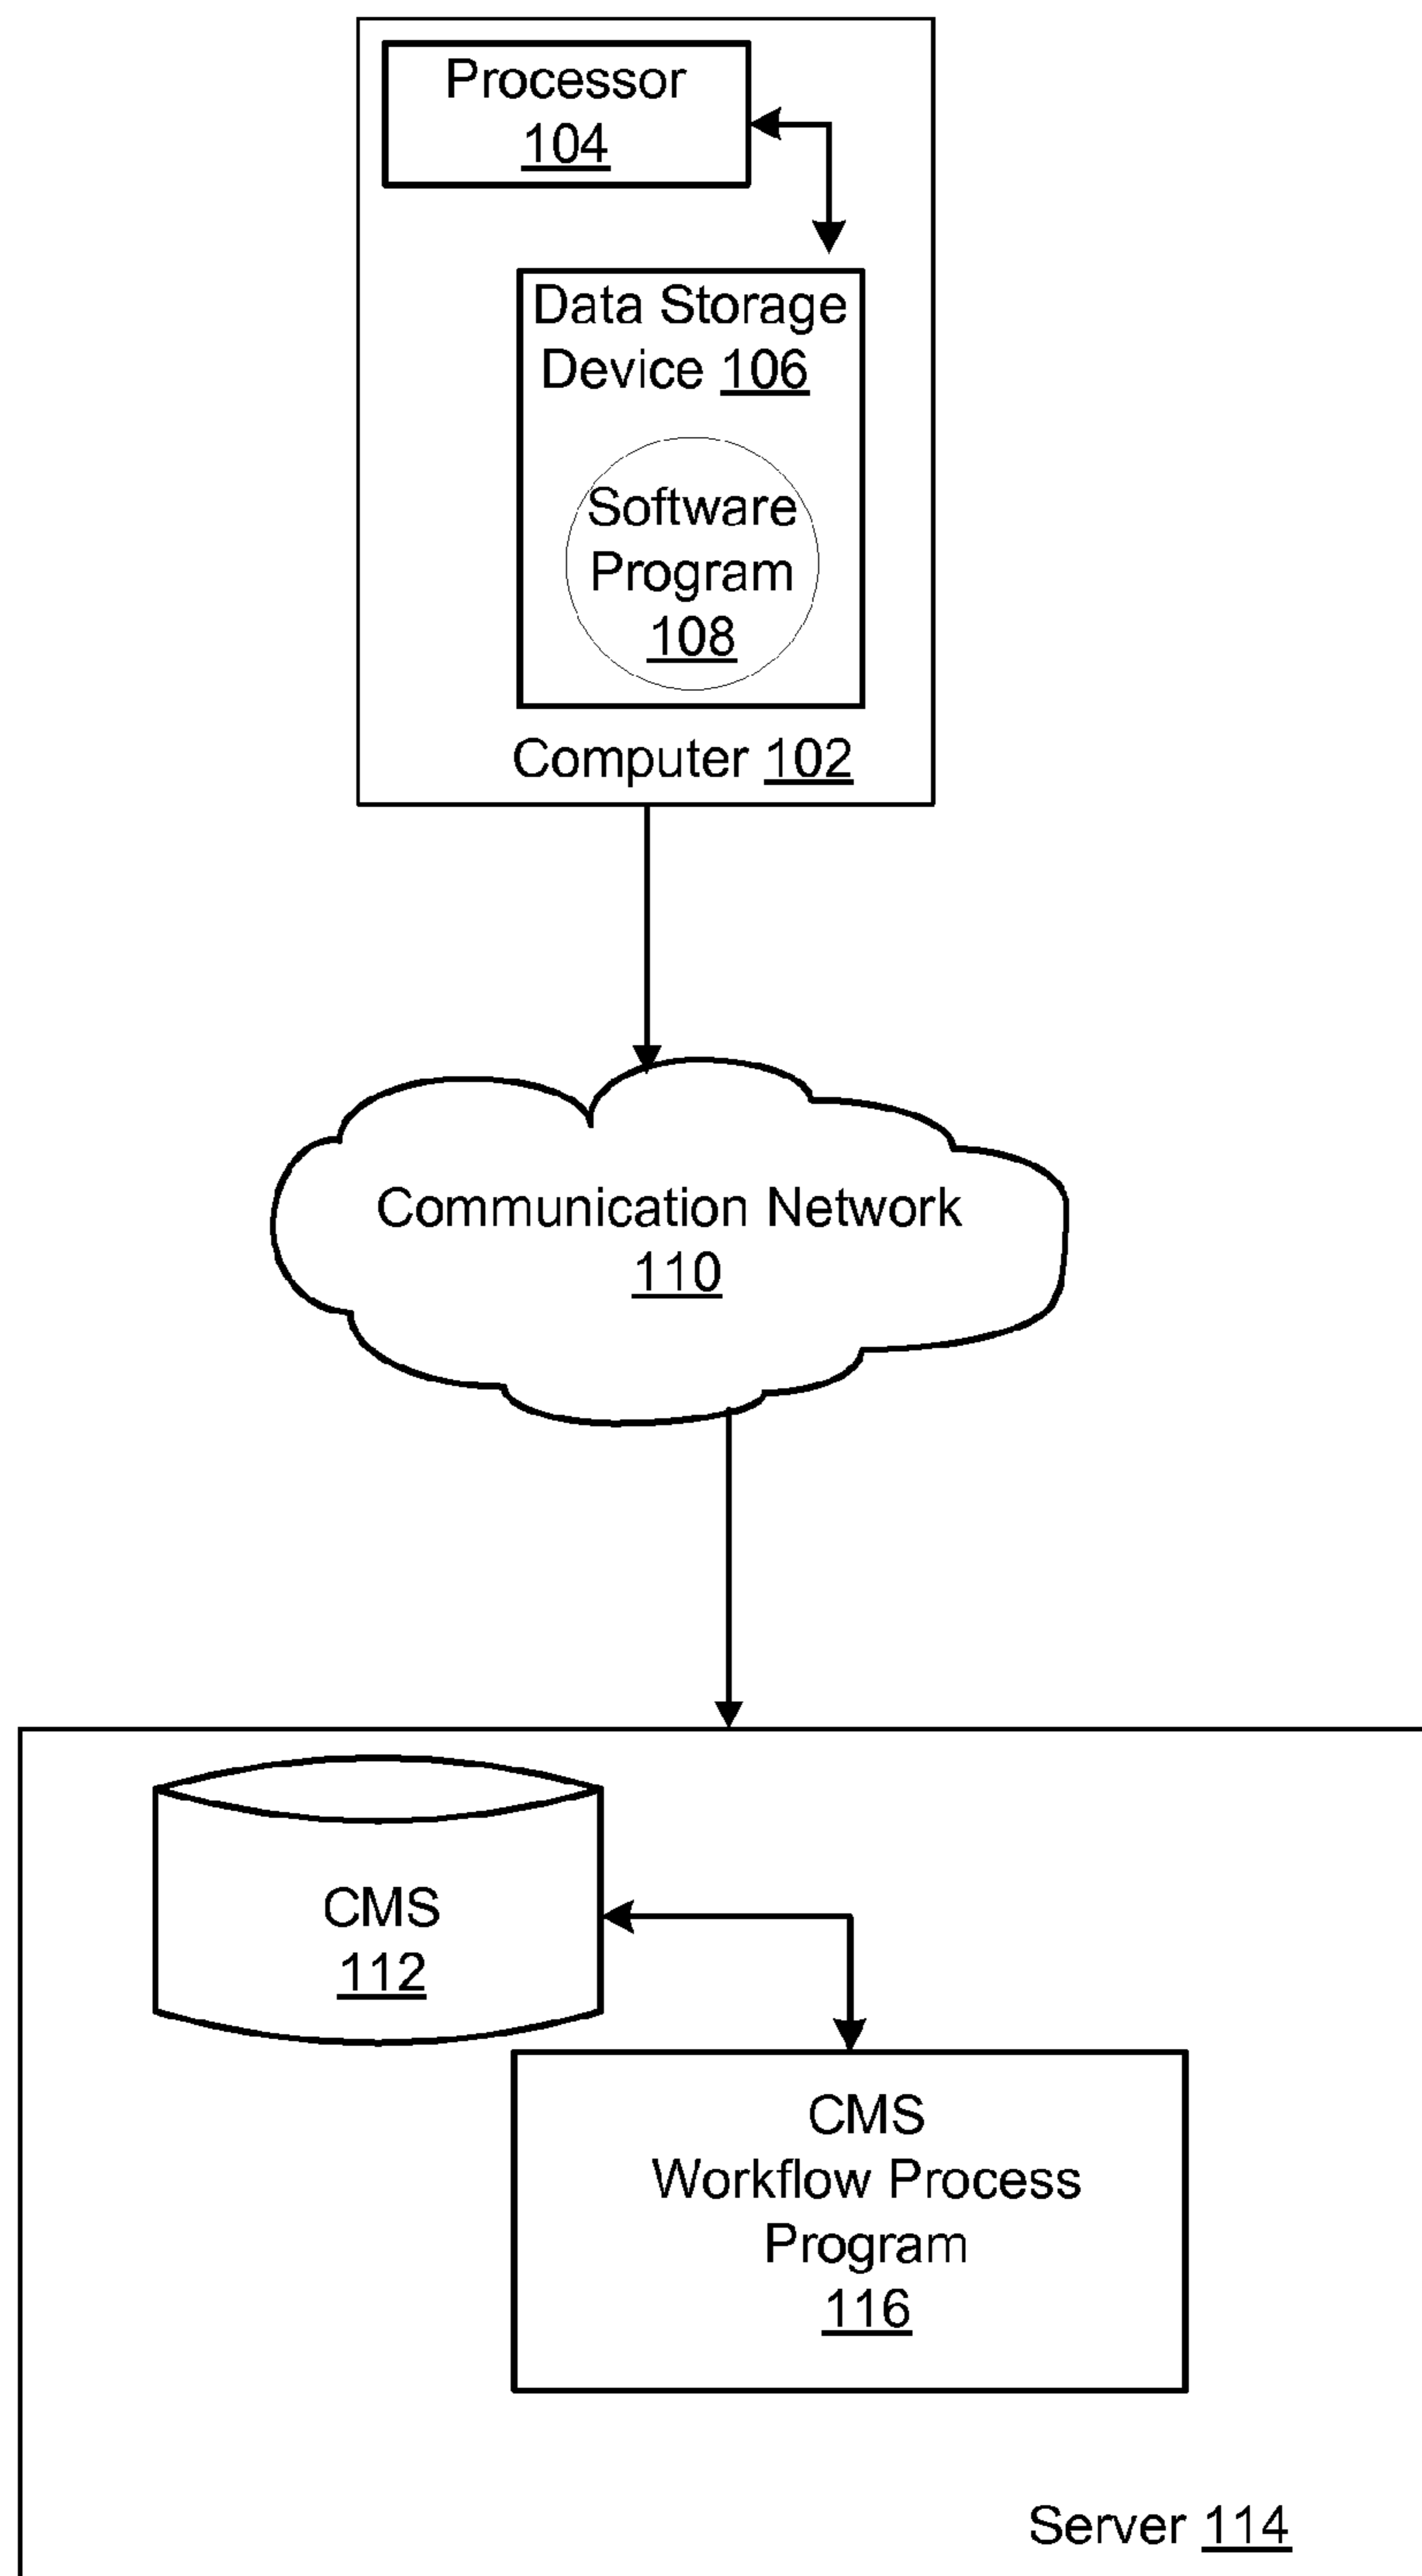 Processor
104
Data Storage
Device 106
Software
Program
108
Computer 102
Communication Network
110
CMS
112
CMS
Workflow Process
Program
116
Server 114